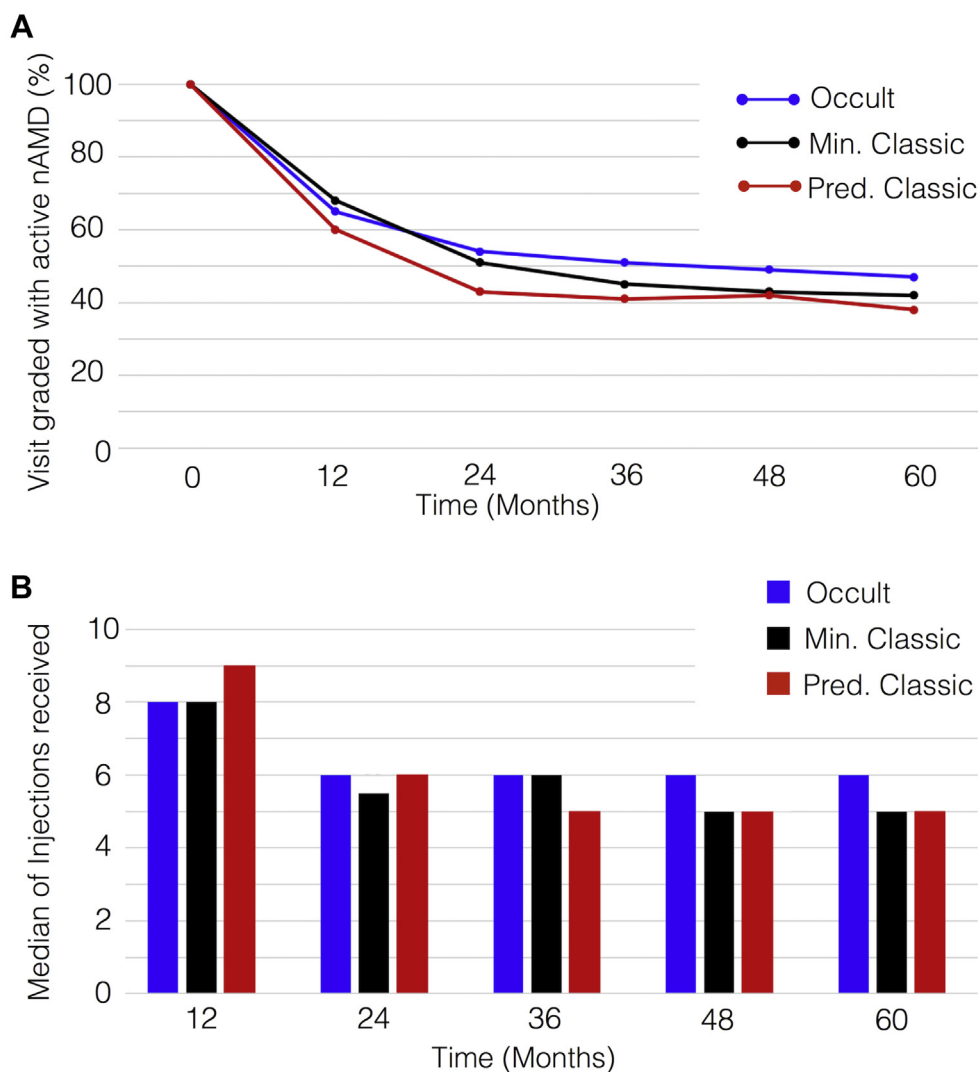 A
Visit graded with active nAMD (%)
100
80
60
40
20
0
Occult
Min. Classic
Pred. Classic
0 12 24 36 48 60
Time (Months)
B
Median of Injections received
10
8
6
4
2
0
Occult
Min. Classic
Pred. Classic
12 24 36 48 60
Time (Months)